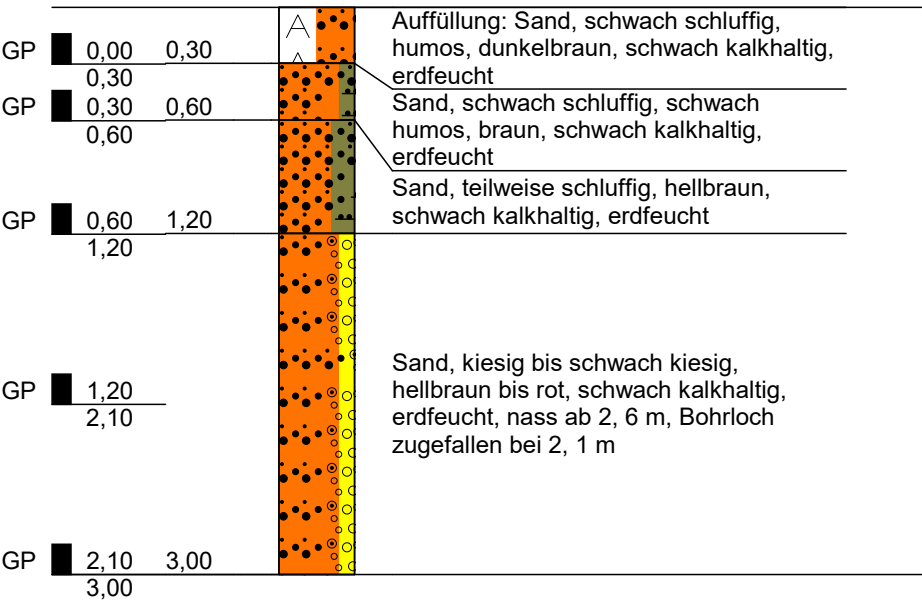 A
GP 0,00 0,30
0,30
Auffüllung: Sand, schwach schluffig,
humos, dunkelbraun, schwach kalkhaltig,
erdfeucht
GP 0,30 0,60
0,60
Sand, schwach schluffig, schwach
humos, braun, schwach kalkhaltig,
erdfeucht
GP 0,60 1,20
1,20
Sand, teilweise schluffig, hellbraun,
schwach kalkhaltig, erdfeucht
GP 1,20
2,10
Sand, kiesig bis schwach kiesig,
hellbraun bis rot, schwach kalkhaltig,
erdfeucht, nass ab 2, 6 m, Bohrloch
zugefallen bei 2, 1 m
GP 2,10 3,00
3,00